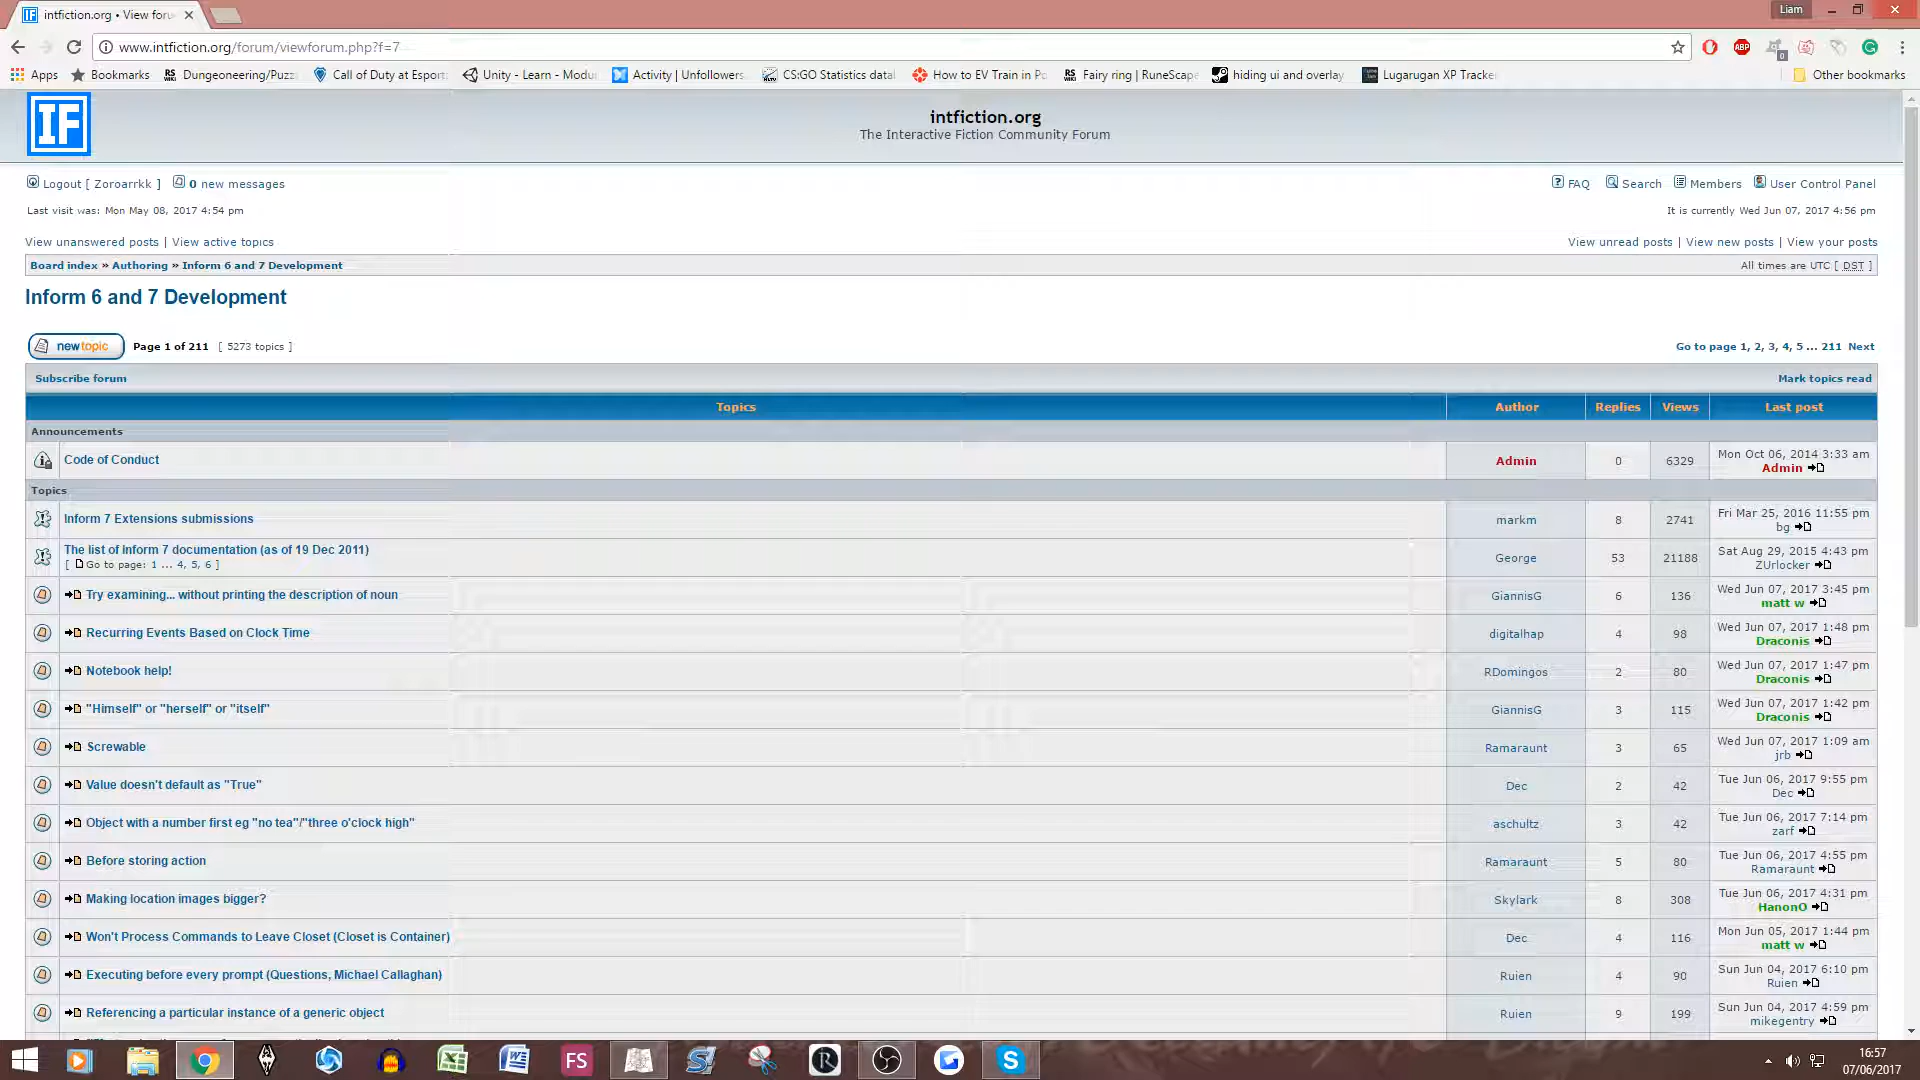 intfiction.org • View foru
Liam
www.intfiction.org/forum/viewforum.php?f=7
ABP
0
Apps
Bookmarks
RS WIKI
Dungeoneering/Puzz
Call of Duty at Esport
Unity - Learn - Modu
Activity | Unfollowers
CS:GO Statistics datal
How to EV Train in Po
RS WIKI
Fairy ring | RuneScape
hiding ui and overlay
Lugarugan XP Tracke
Other bookmarks
IF
intfiction.org
The Interactive Fiction Community Forum
Logout [ Zoroarrkk ] 0 new messages
FAQ Search Members User Control Panel
Last visit was: Mon May 08, 2017 4:54 pm
It is currently Wed Jun 07, 2017 4:56 pm
View unanswered posts | View active topics
View unread posts | View new posts | View your posts
Board index » Authoring » Inform 6 and 7 Development
All times are UTC [ DST ]
Inform 6 and 7 Development
newtopic
Page 1 of 211 [ 5273 topics ]
Go to page 1, 2, 3, 4, 5 ... 211 Next
Subscribe forum
Mark topics read
Topics Author Replies Views Last post
Announcements
Code of Conduct Admin 0 6329 Mon Oct 06, 2014 3:33 am
Admin
Topics
Inform 7 Extensions submissions markm 8 2741 Fri Mar 25, 2016 11:55 pm
bg
The list of Inform 7 documentation (as of 19 Dec 2011) George 53 21188 Sat Aug 29, 2015 4:43 pm
[ Go to page: 1 ... 4, 5, 6 ] ZUrlocker
Try examining... without printing the description of noun GiannisG 6 136 Wed Jun 07, 2017 3:45 pm
matt w
Recurring Events Based on Clock Time digitalhap 4 98 Wed Jun 07, 2017 1:48 pm
Draconis
Notebook help! RDomingos 2 80 Wed Jun 07, 2017 1:47 pm
Draconis
"Himself" or "herself" or "itself" GiannisG 3 115 Wed Jun 07, 2017 1:42 pm
Draconis
Screwable Ramaraunt 3 65 Wed Jun 07, 2017 1:09 am
jrb
Value doesn't default as "True" Dec 2 42 Tue Jun 06, 2017 9:55 pm
Dec
Object with a number first eg "no tea"/"three o'clock high" aschultz 3 42 Tue Jun 06, 2017 7:14 pm
zarf
Before storing action Ramaraunt 5 80 Tue Jun 06, 2017 4:55 pm
Ramaraunt
Making location images bigger? Skylark 8 308 Tue Jun 06, 2017 4:31 pm
HanonO
Won't Process Commands to Leave Closet (Closet is Container) Dec 4 116 Mon Jun 05, 2017 1:44 pm
matt w
Executing before every prompt (Questions, Michael Callaghan) Ruien 4 90 Sun Jun 04, 2017 6:10 pm
Ruien
Referencing a particular instance of a generic object Ruien 9 199 Sun Jun 04, 2017 4:59 pm
mikegentry
FS
R
S
16:57
07/06/2017